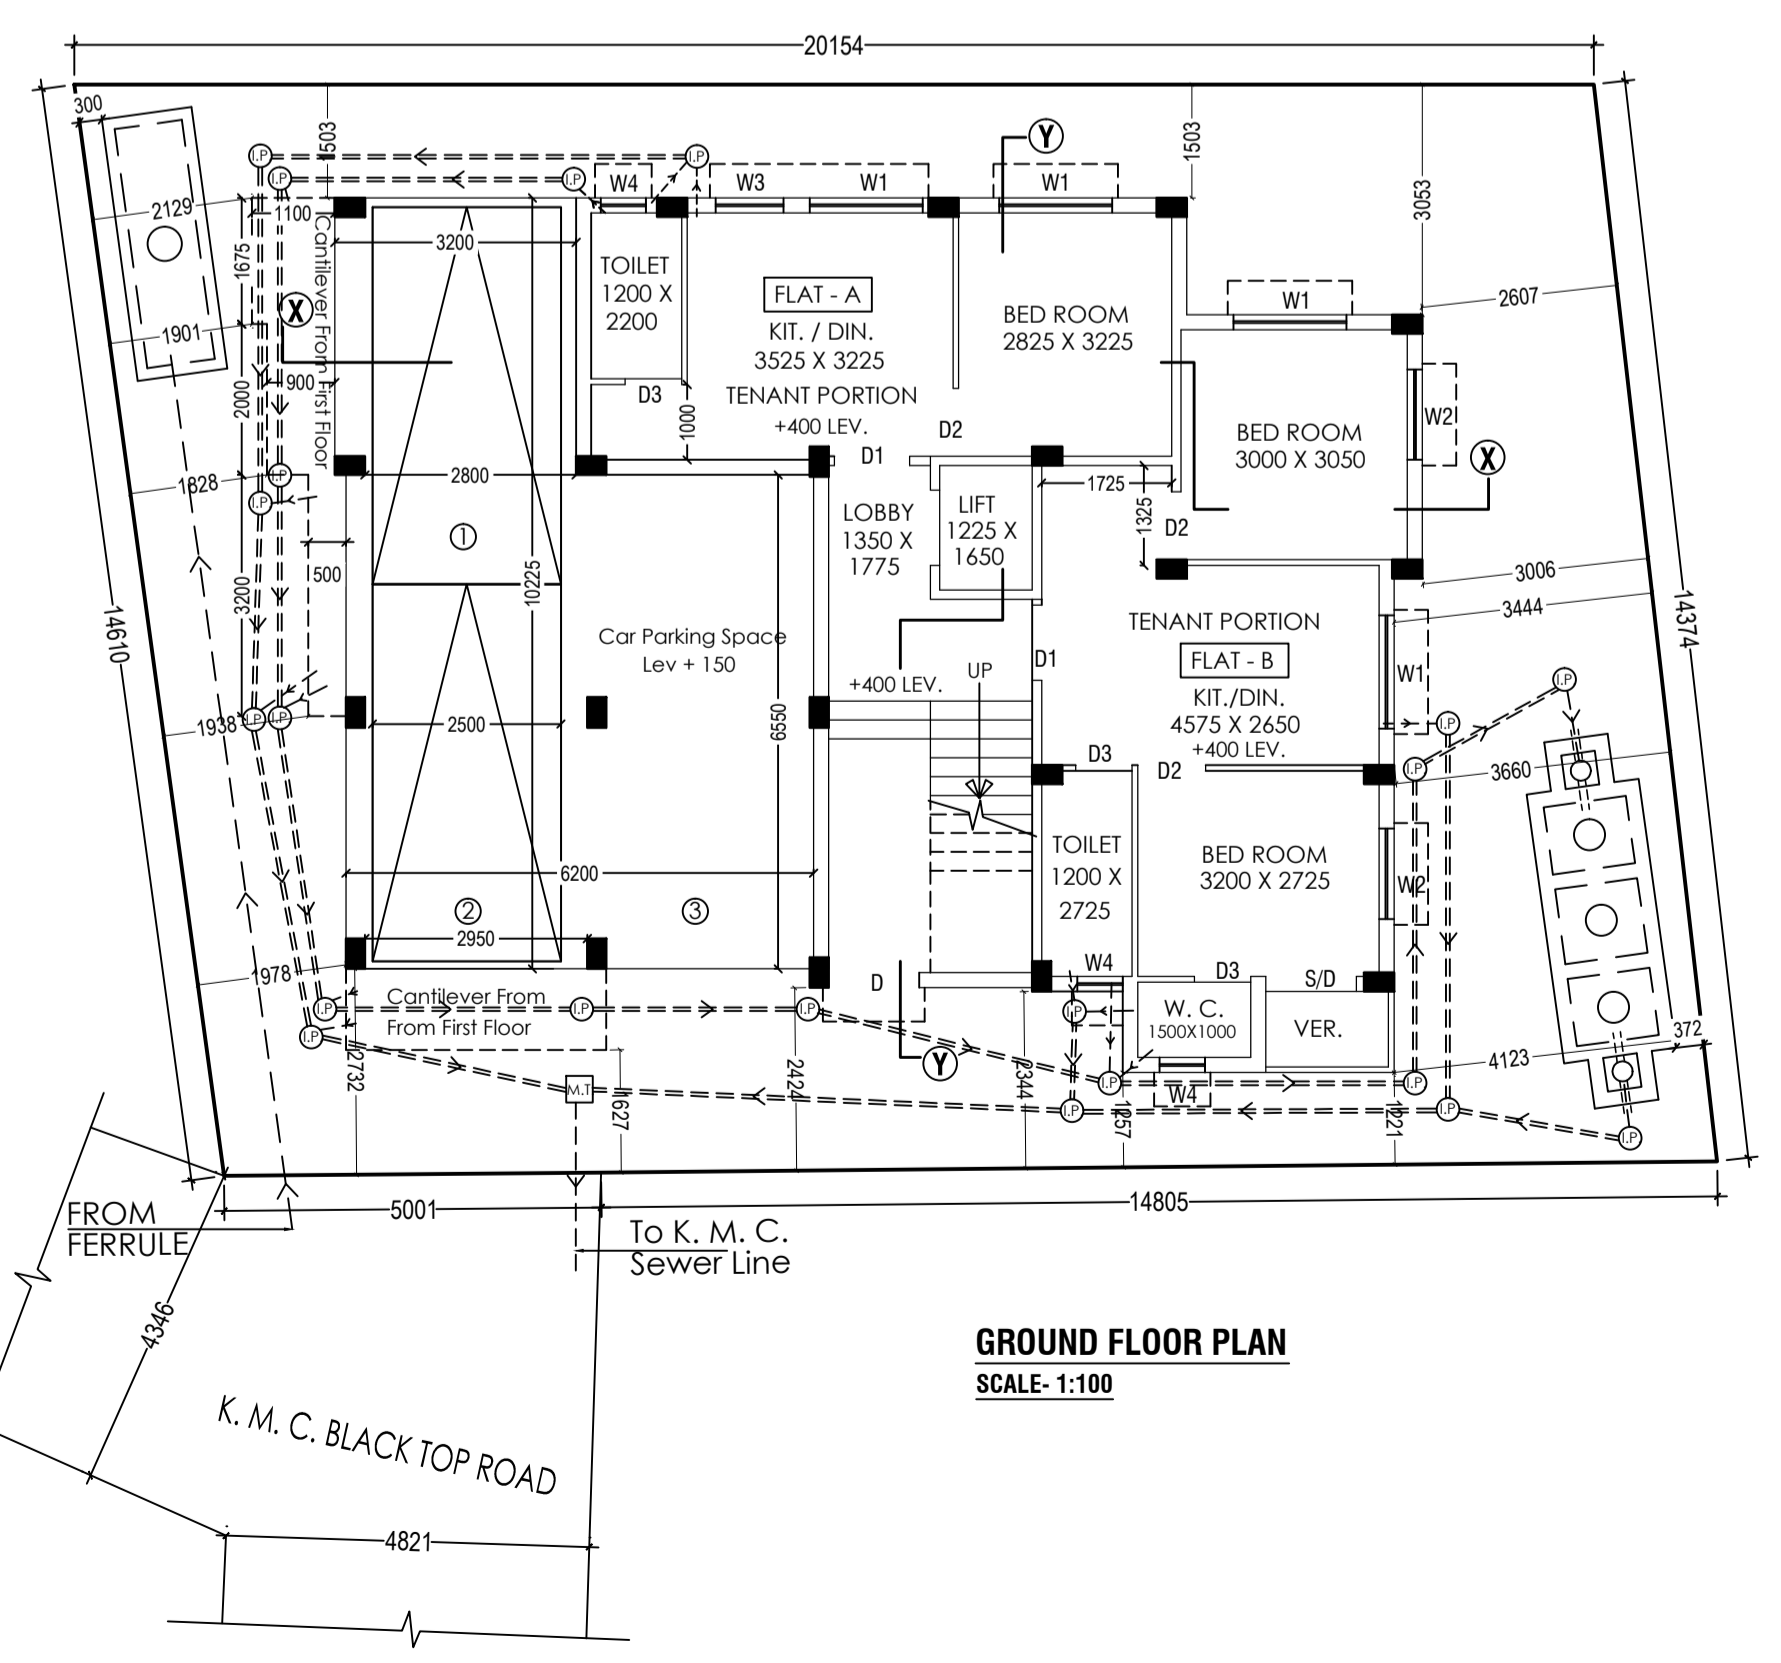 20154
300
1503
1503
3053
Y
I.P
I.P
I.P
I.P
W4
W3
W1
W1
2129
1100
1675
Cantilever From First Floor
3200
TOILET
1200 X
2200
FLAT - A
KIT. / DIN.
3525 X 3225
TENANT PORTION
+400 LEV.
BED ROOM
2825 X 3225
W1
2607
X
1901
2000
900
D3
1000
D2
D1
W2
BED ROOM
3000 X 3050
X
1828
I.P
I.P
2800
1725
1325
D2
LOBBY
1350 X
1775
LIFT
1225 X
1650
1
500
3200
10225
14610
14374
3006
3444
Car Parking Space
Lev + 150
TENANT PORTION
FLAT - B
KIT./DIN.
4575 X 2650
+400 LEV.
D1
W1
+400 LEV.
UP
I.P
1938
I.P
I.P
2500
6550
I.P
D3
D2
I.P
3660
TOILET
1200 X
2725
BED ROOM
3200 X 2725
W2
6200
2
3
2950
1978
D
W4
D3
S/D
Cantilever From
From First Floor
I.P
I.P
I.P
I.P
I.P
W. C.
1500X1000
VER.
372
4123
Y
2732
M.T
1627
2424
2344
I.P
I.P
1257
W4
I.P
1221
I.P
I.P
5001
14805
FROM
FERRULE
To K. M. C.
Sewer Line
4346
GROUND FLOOR PLAN
SCALE- 1:100
K. M. C. BLACK TOP ROAD
4821